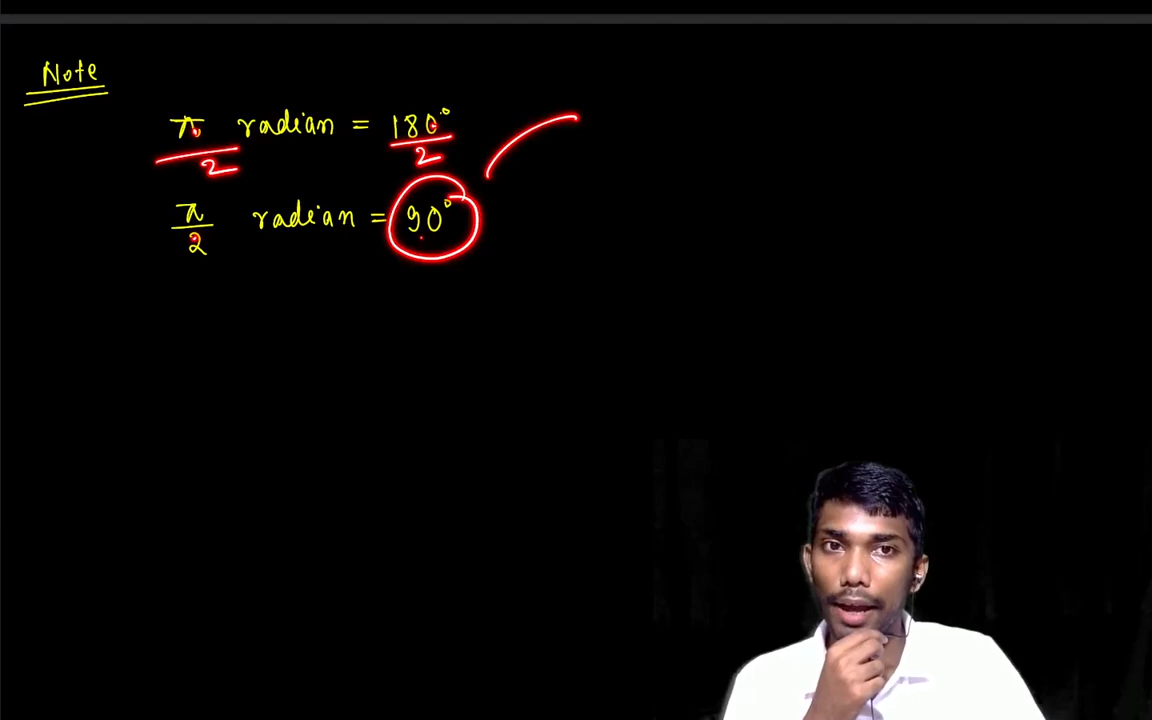 Note
π/2 radian = 180°/2
π/2 radian = 90°